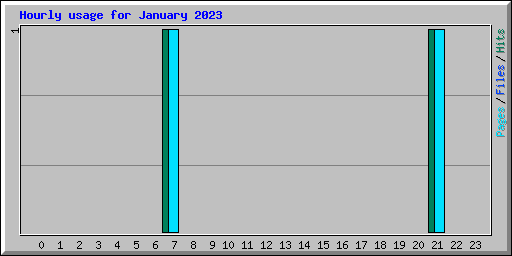 Hourly usage for January 2023
1
Pages/Files/Hits
0 1 2 3 4 5 6 7 8 9 10 11 12 13 14 15 16 17 18 19 20 21 22 23